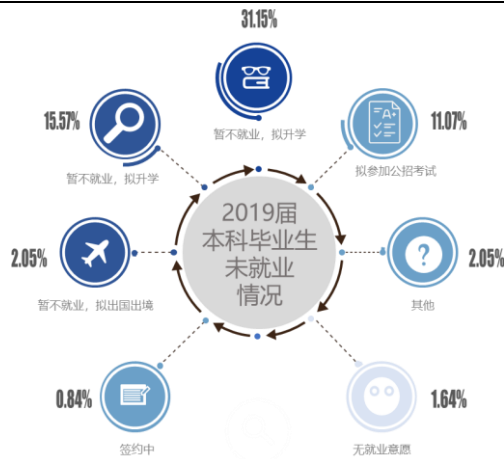 31.15%
暂不就业，拟升学
15.57%
暂不就业，拟升学
11.07%
A+
拟参加公招考试
2019届
本科毕业生
未就业
情况
2.05%
暂不就业，拟出国出境
2.05%
?
其他
0.84%
签约中
1.64%
无就业意愿